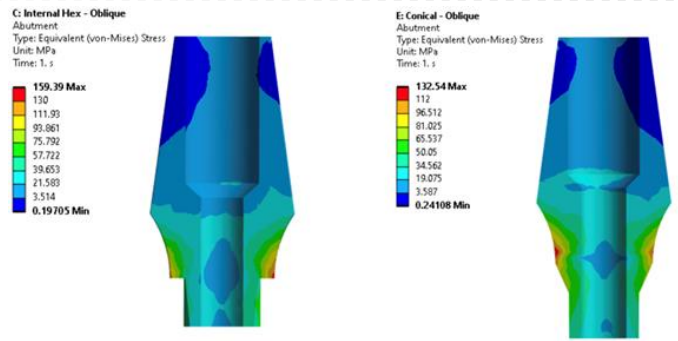 C: Internal Hex - Oblique
Abutment
Type: Equivalent (von-Mises) Stress
Unit: MPa
Time: 1. s
159.39 Max
130
111.93
93.861
75.792
57.722
39.653
21.583
3.514
0.19705 Min
E: Conical - Oblique
Abutment
Type: Equivalent (von-Mises) Stress
Unit: MPa
Time: 1. s
132.54 Max
112
96.512
81.025
65.537
50.05
34.562
19.075
3.587
0.24108 Min